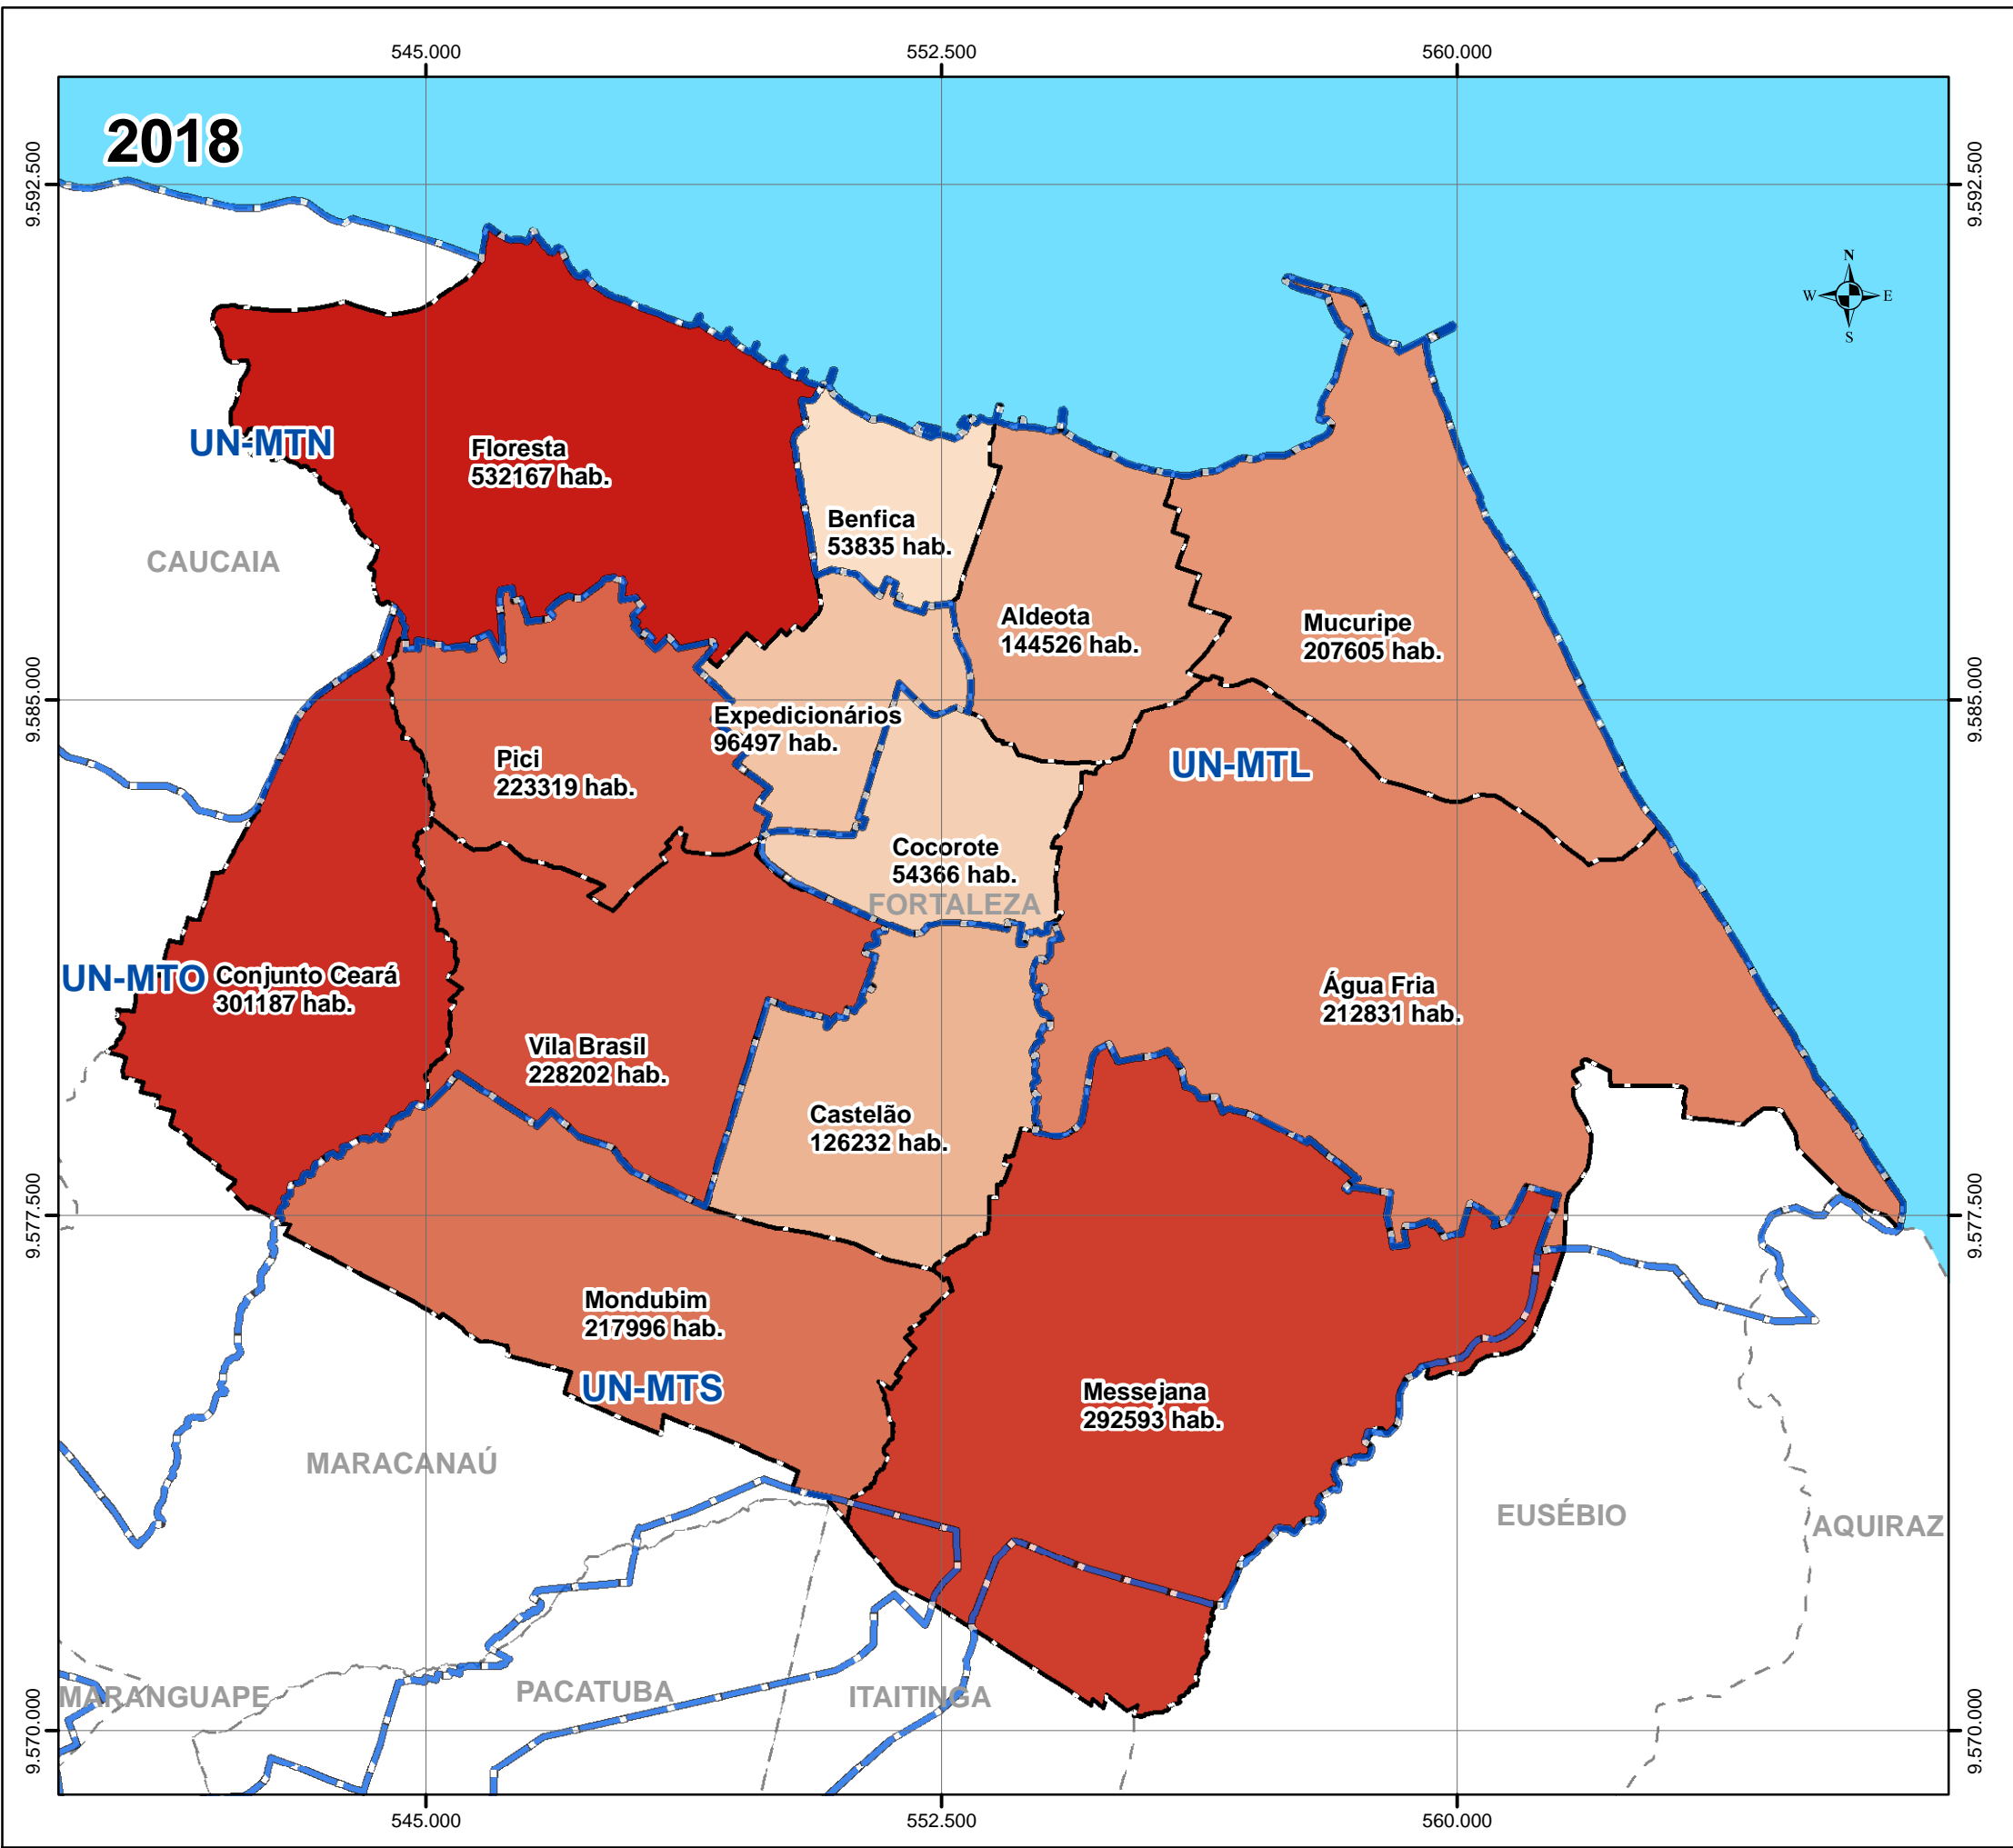 545.000
552.500
560.000
2018
9.592.500
9.592.500
N
W
E
S
UN-MTN
Floresta
532167 hab.
Benfica
53835 hab.
CAUCAIA
Aldeota
144526 hab.
Mucuripe
207605 hab.
9.585.000
9.585.000
Expedicionários
96497 hab.
Pici
223319 hab.
UN-MTL
Cocorote
54366 hab.
FORTALEZA
UN-MTO
Conjunto Ceará
301187 hab.
Água Fria
212831 hab.
Vila Brasil
228202 hab.
Castelão
126232 hab.
9.577.500
9.577.500
Mondubim
217996 hab.
UN-MTS
Messejana
292593 hab.
MARACANAÚ
EUSÉBIO
AQUIRAZ
MARANGUAPE
PACATUBA
ITAITINGA
9.570.000
9.570.000
545.000
552.500
560.000